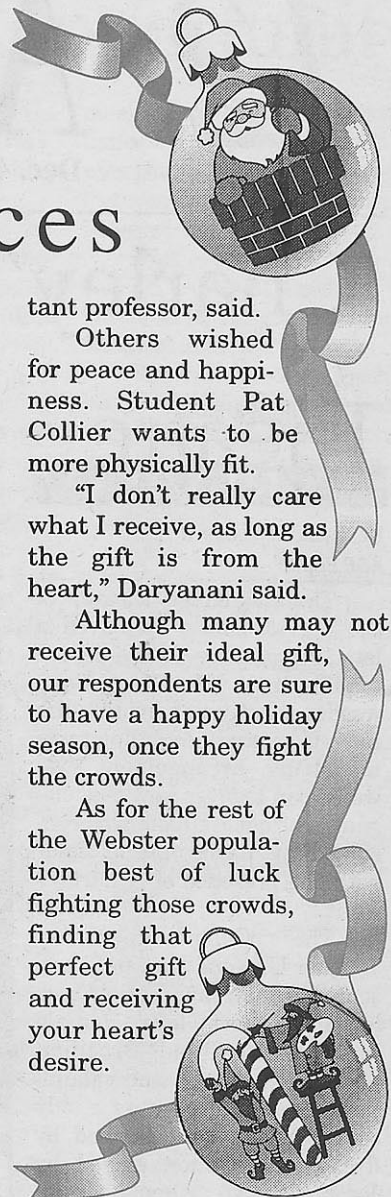 ces
tant professor, said.
Others wished
for peace and happi-
ness. Student Pat
Collier wants to be
more physically fit.
"I don't really care
what I receive, as long as
the gift is from the
heart," Daryanani said.
Although many may not
receive their ideal gift,
our respondents are sure
to have a happy holiday
season, once they fight
the crowds.
As for the rest of
the Webster popula-
tion best of luck
fighting those crowds,
finding that
perfect gift
and receiving
your heart's
desire.